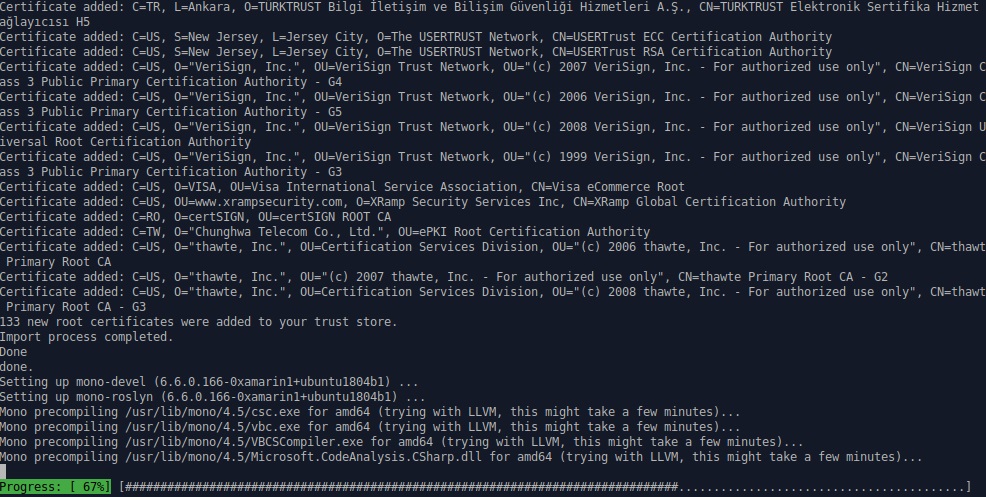 Certificate added: C=TR, L=Ankara, O=TÜRKTRUST Bilgi İletişim ve Bilişim Güvenliği Hizmetleri A.Ş., CN=TÜRKTRUST Elektronik Sertifika Hizmet
ağlayıcısı H5
Certificate added: C=US, S=New Jersey, L=Jersey City, O=The USERTRUST Network, CN=USERTrust ECC Certification Authority
Certificate added: C=US, S=New Jersey, L=Jersey City, O=The USERTRUST Network, CN=USERTrust RSA Certification Authority
Certificate added: C=US, O="VeriSign, Inc.", OU=VeriSign Trust Network, OU="(c) 2007 VeriSign, Inc. - For authorized use only", CN=VeriSign C
ass 3 Public Primary Certification Authority - G4
Certificate added: C=US, O="VeriSign, Inc.", OU=VeriSign Trust Network, OU="(c) 2006 VeriSign, Inc. - For authorized use only", CN=VeriSign C
ass 3 Public Primary Certification Authority - G5
Certificate added: C=US, O="VeriSign, Inc.", OU=VeriSign Trust Network, OU="(c) 2008 VeriSign, Inc. - For authorized use only", CN=VeriSign U
iversal Root Certification Authority
Certificate added: C=US, O="VeriSign, Inc.", OU=VeriSign Trust Network, OU="(c) 1999 VeriSign, Inc. - For authorized use only", CN=VeriSign C
ass 3 Public Primary Certification Authority - G3
Certificate added: C=US, O=VISA, OU=Visa International Service Association, CN=Visa eCommerce Root
Certificate added: C=US, OU=www.xrampsecurity.com, O=XRamp Security Services Inc, CN=XRamp Global Certification Authority
Certificate added: C=RO, O=certSIGN, OU=certSIGN ROOT CA
Certificate added: C=TW, O="Chunghwa Telecom Co., Ltd.", OU=ePKI Root Certification Authority
Certificate added: C=US, O="thawte, Inc.", OU=Certification Services Division, OU="(c) 2006 thawte, Inc. - For authorized use only", CN=thawt
Primary Root CA
Certificate added: C=US, O="thawte, Inc.", OU="(c) 2007 thawte, Inc. - For authorized use only", CN=thawte Primary Root CA - G2
Certificate added: C=US, O="thawte, Inc.", OU=Certification Services Division, OU="(c) 2008 thawte, Inc. - For authorized use only", CN=thawt
Primary Root CA - G3
133 new root certificates were added to your trust store.
Import process completed.
Done
done.
Setting up mono-devel (6.6.0.166-0xamarin1+ubuntu1804b1) ...
Setting up mono-roslyn (6.6.0.166-0xamarin1+ubuntu1804b1) ...
Mono precompiling /usr/lib/mono/4.5/csc.exe for amd64 (trying with LLVM, this might take a few minutes)...
Mono precompiling /usr/lib/mono/4.5/vbc.exe for amd64 (trying with LLVM, this might take a few minutes)...
Mono precompiling /usr/lib/mono/4.5/VBCSCompiler.exe for amd64 (trying with LLVM, this might take a few minutes)...
Mono precompiling /usr/lib/mono/4.5/Microsoft.CodeAnalysis.CSharp.dll for amd64 (trying with LLVM, this might take a few minutes)...
Progress: [ 67%] [###############################################################################.........................................]